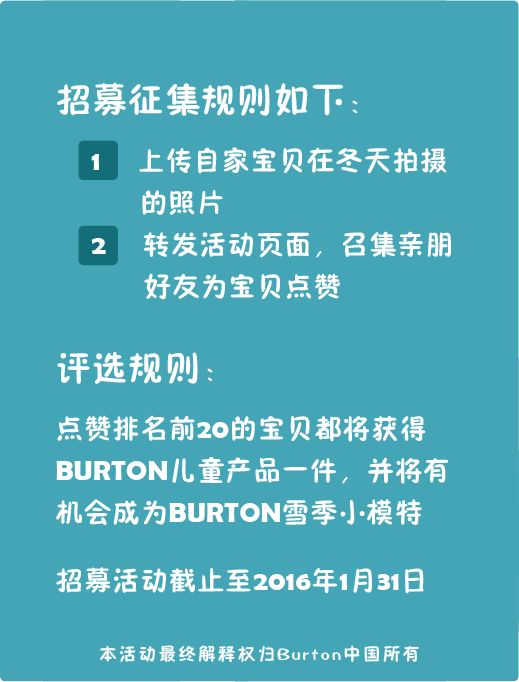 招募征集规则如下：
1 上传自家宝贝在冬天拍摄
的照片
2 转发活动页面，召集亲朋
好友为宝贝点赞
评选规则：
点赞排名前20的宝贝都将获得
BURTON儿童产品一件，并将有
机会成为BURTON雪季小模特
招募活动截止至2016年1月31日
本活动最终解释权归Burton中国所有